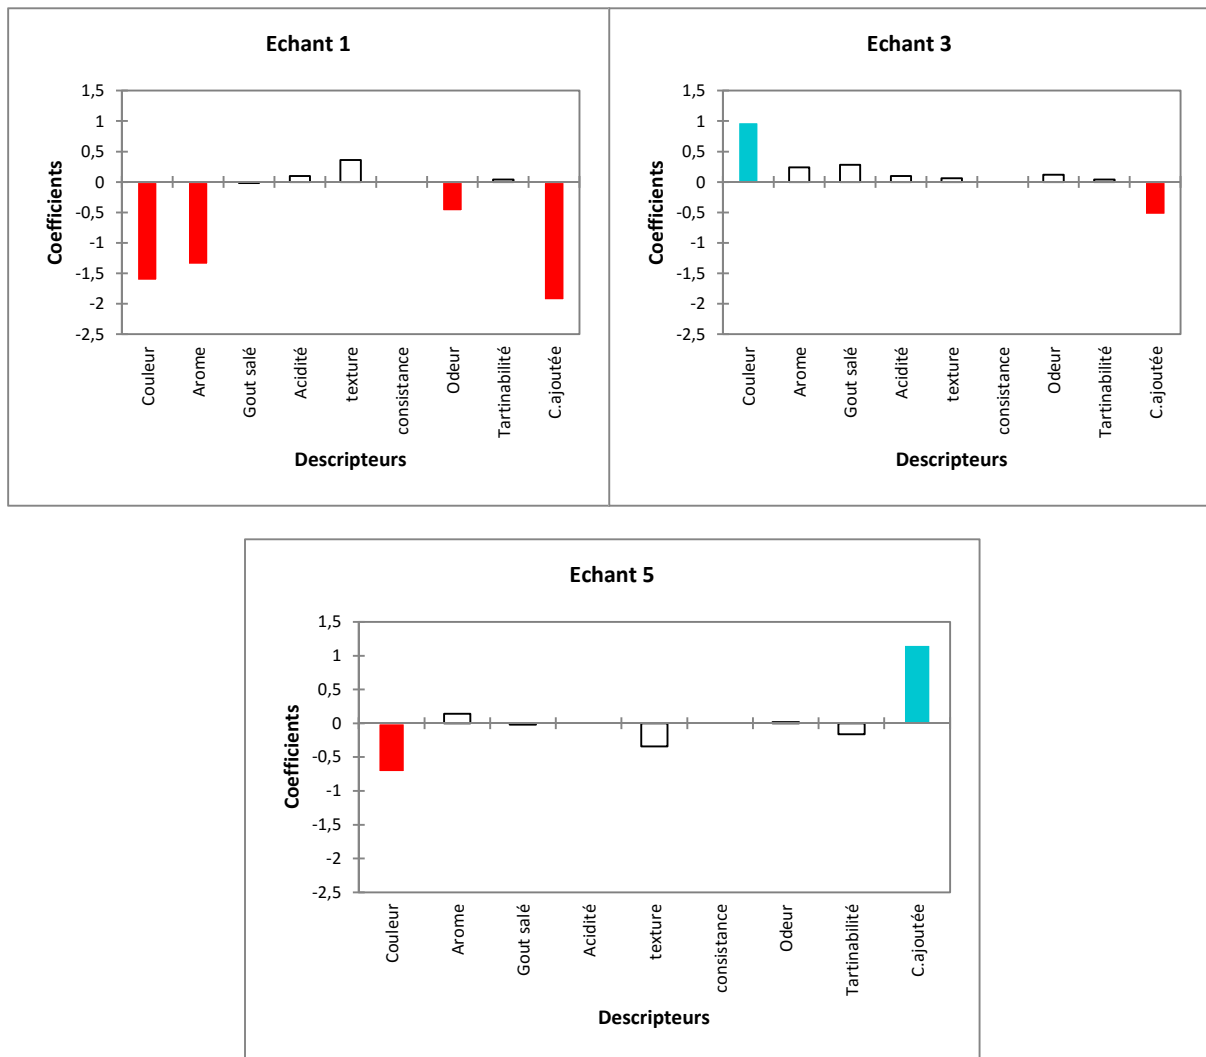 Echant 1
1,5
1
0,5
0
-0,5
-1
-1,5
-2
-2,5
Coefficients
Couleur
Arome
Gout salé
Acidité
texture
consistance
Odeur
Tartinabilité
C.ajoutée
Descripteurs
Echant 3
1,5
1
0,5
0
-0,5
-1
-1,5
-2
-2,5
Coefficients
Couleur
Arome
Gout salé
Acidité
texture
consistance
Odeur
Tartinabilité
C.ajoutée
Descripteurs
Echant 5
1,5
1
0,5
0
-0,5
-1
-1,5
-2
-2,5
Coefficients
Couleur
Arome
Gout salé
Acidité
texture
consistance
Odeur
Tartinabilité
C.ajoutée
Descripteurs